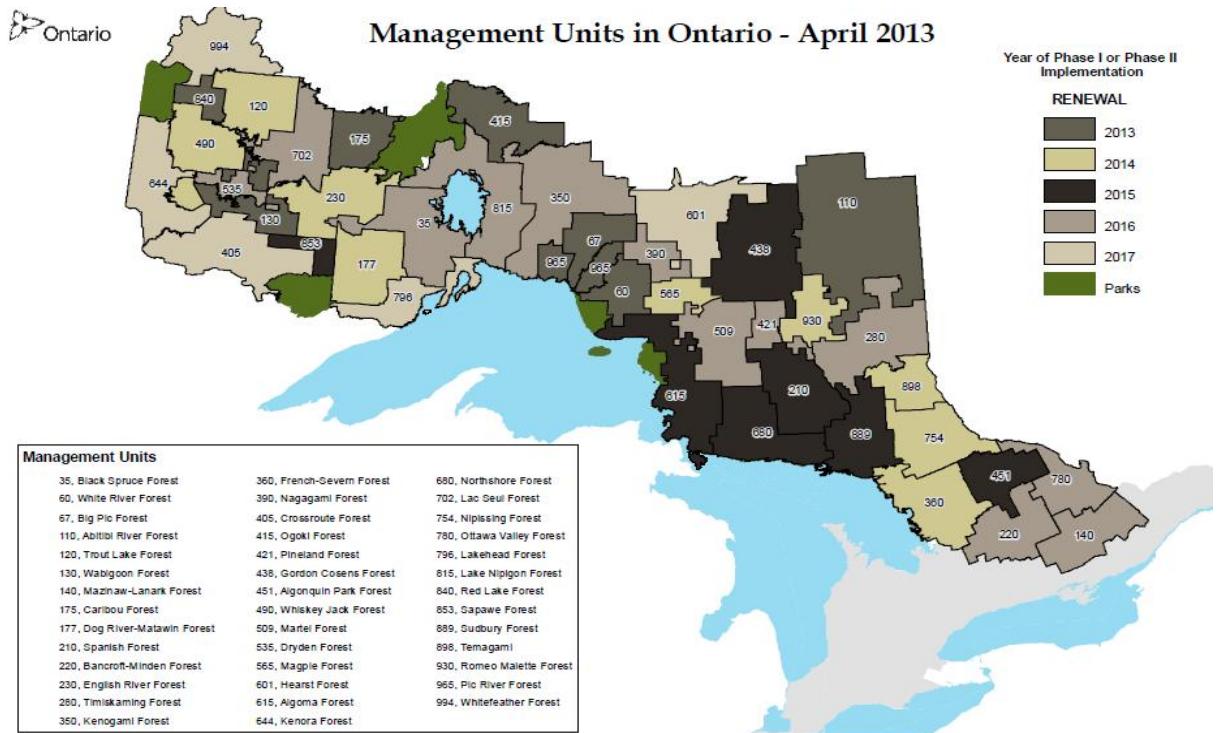 Ontario
Management Units in Ontario - April 2013
Year of Phase I or Phase II
Implementation
RENEWAL
2013
2014
2015
2016
2017
Parks
994
840
120
415
175
490
702
644
535
230
350
815
130
35
601
110
405
853
67
438
177
965
965
390
796
60
565
509
421
930
280
615
210
898
680
889
754
451
780
360
220
140
Management Units
35, Black Spruce Forest
60, White River Forest
67, Big Pic Forest
110, Abitibi River Forest
120, Trout Lake Forest
130, Wabigoon Forest
140, Mazinaw-Lanark Forest
175, Caribou Forest
177, Dog River-Matawin Forest
210, Spanish Forest
220, Bancroft-Minden Forest
230, English River Forest
280, Timiskaming Forest
350, Kenogami Forest
360, French-Severn Forest
390, Nagagami Forest
405, Crossroute Forest
415, Ogoki Forest
421, Pineland Forest
438, Gordon Cosens Forest
451, Algonquin Park Forest
490, Whiskey Jack Forest
509, Martel Forest
535, Dryden Forest
565, Magpie Forest
601, Hearst Forest
615, Algoma Forest
644, Kenora Forest
680, Northshore Forest
702, Lac Seul Forest
754, Nipissing Forest
780, Ottawa Valley Forest
796, Lakehead Forest
815, Lake Nipigon Forest
840, Red Lake Forest
853, Sapawe Forest
889, Sudbury Forest
898, Temagami
930, Romeo Malette Forest
965, Pic River Forest
994, Whitefeather Forest